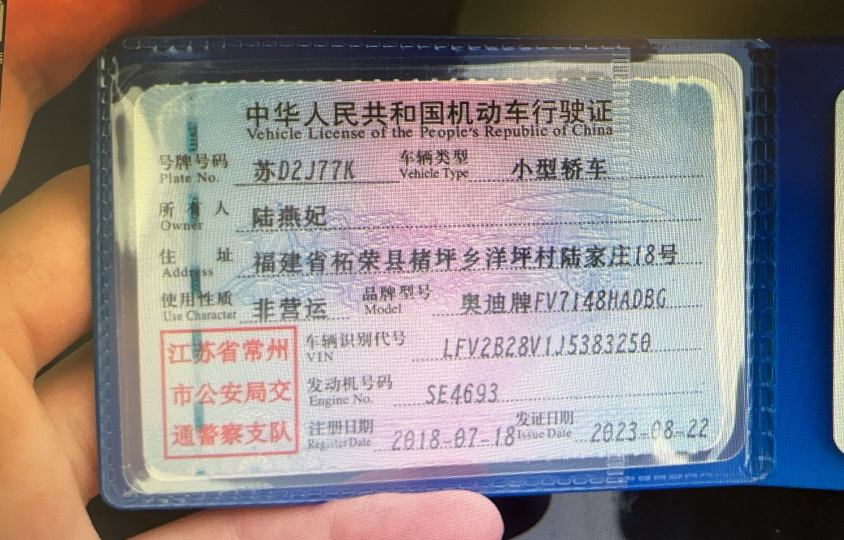 中华人民共和国机动车行驶证
Vehicle License of the People's Republic of China
号牌号码 苏D2J77K 车辆类型 小型轿车
Plate No. Vehicle Type
所有人 陆燕妃
Owner
住址 福建省柘荣县楮坪乡洋坪村陆家庄18号
Address
使用性质 非营运 品牌型号 奥迪牌FV7148HADBG
Use Character Model
江苏省常州
市公安局交
通警察支队
车辆识别代号 LFV2B28V1J5383250
VIN
发动机号码 SE4693
Engine No.
注册日期 2018-07-18 发证日期 2023-08-22
Register Date Issue Date